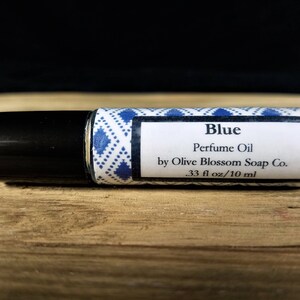 Blue
Perfume Oil
by Olive Blossom Soap Co.
.33 fl oz/10 ml